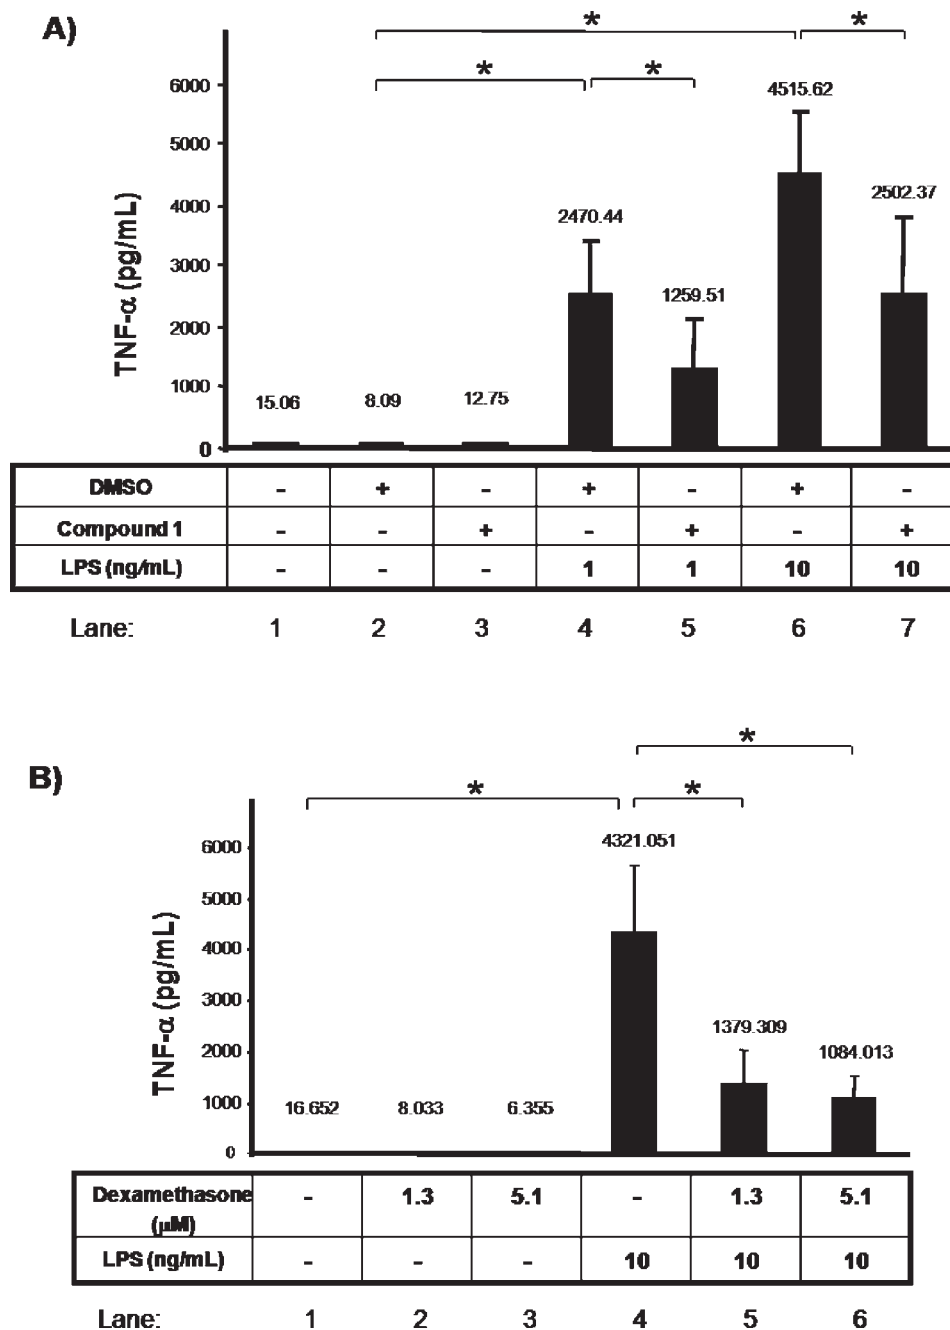 A)
* *
* *
TNF-α (pg/mL)
6000
5000
4000
3000
2000
1000
0
15.06
8.09
12.75
2470.44
1259.51
4515.62
2502.37
DMSO - + - + - + -
Compound 1 - - + - + - +
LPS (ng/mL) - - - 1 1 10 10
Lane: 1 2 3 4 5 6 7
B)
*
* *
TNF-α (pg/mL)
6000
5000
4000
3000
2000
1000
0
16.652
8.033
6.355
4321.051
1379.309
1084.013
Dexamethasone - 1.3 5.1 - 1.3 5.1
(μM)
LPS (ng/mL) - - - 10 10 10
Lane: 1 2 3 4 5 6